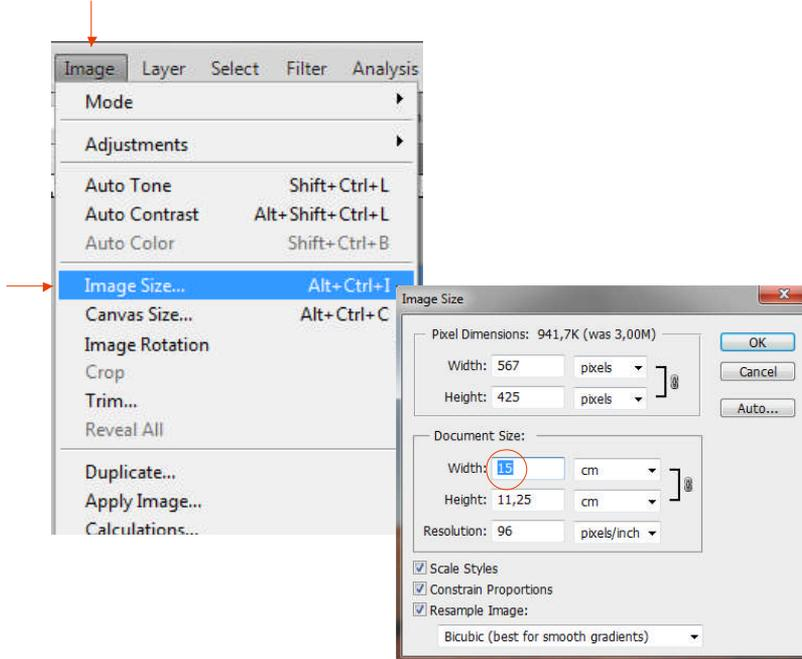 Image Layer Select Filter Analysis
Mode
Adjustments
Auto Tone Shift+Ctrl+L
Auto Contrast Alt+Shift+Ctrl+L
Auto Color Shift+Ctrl+B
Image Size... Alt+Ctrl+I
Canvas Size... Alt+Ctrl+C
Image Rotation
Crop
Trim...
Reveal All
Duplicate...
Apply Image...
Calculations...
Image Size
Pixel Dimensions: 941,7K (was 3,00M)
Width: 567 pixels
Height: 425 pixels
OK
Cancel
Auto...
Document Size:
Width: 15 cm
Height: 11,25 cm
Resolution: 96 pixels/inch
Scale Styles
Constrain Proportions
Resample Image:
Bicubic (best for smooth gradients)